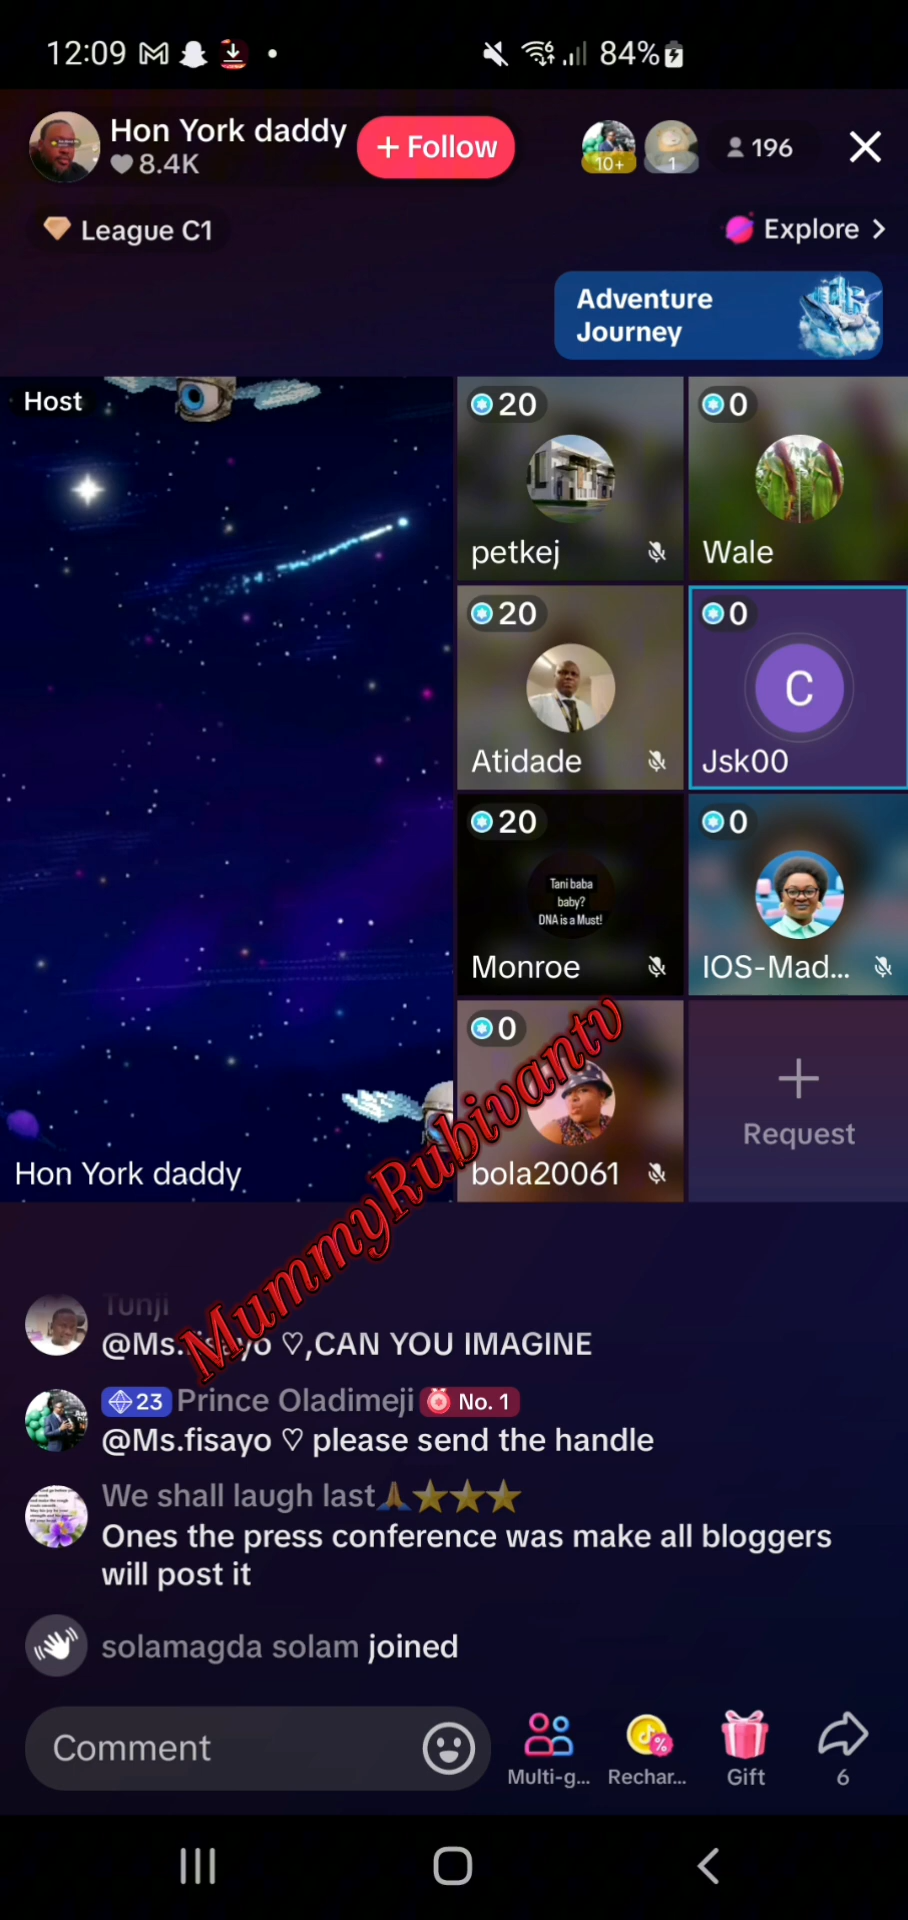 12:09
84%
Hon York daddy
8.4K
+ Follow
10+
1
196
League C1
Explore >
Adventure
Journey
Host
20
petkej
0
Wale
20
Atidade
0
C
Jsk00
20
Tani baba
baby?
DNA is a Must!
Monroe
0
IOS-Mad...
0
bola20061
Request
Hon York daddy
MummyRubivantv
Tunji
@Ms.fisayo ♡,CAN YOU IMAGINE
23 Prince Oladimeji No. 1
@Ms.fisayo ♡ please send the handle
We shall laugh last🙏⭐⭐⭐
Ones the press conference was make all bloggers
will post it
solamagda solam joined
Comment
Multi-g...
Rechar...
Gift
6